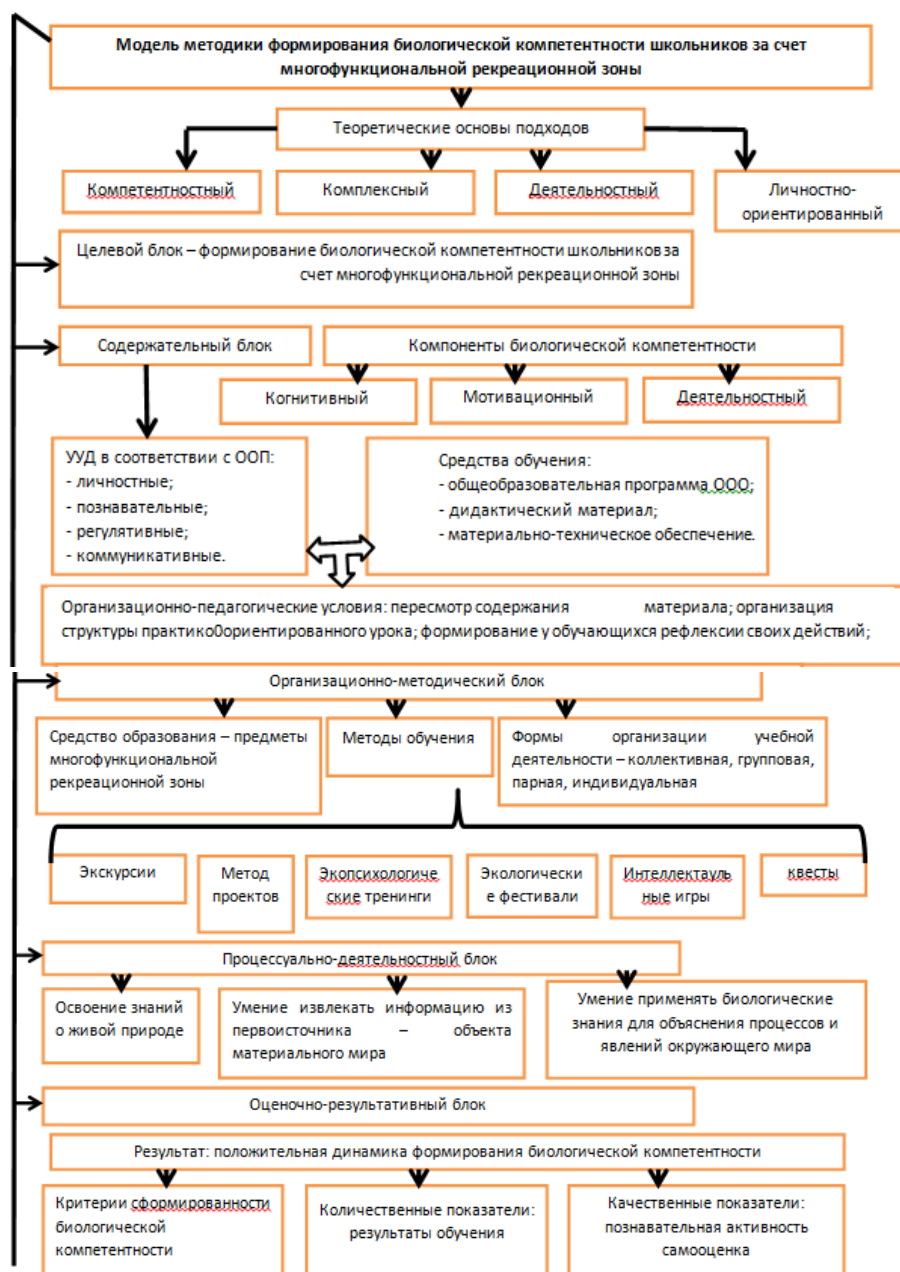 Модель методики формирования биологической компетентности школьников за счет
многофункциональной рекреационной зоны
Теоретические основы подходов
Компетентностный
Комплексный
Деятельностный
Личностно-
ориентированный
Целевой блок – формирование биологической компетентности школьников за
счет многофункциональной рекреационной зоны
Содержательный блок
Компоненты биологической компетентности
Когнитивный
Мотивационный
Деятельностный
УУД в соответствии с ООП:
- личностные;
- познавательные;
- регулятивные;
- коммуникативные.
Средства обучения:
- общеобразовательная программа ООО;
- дидактический материал;
- материально-техническое обеспечение.
Организационно-педагогические условия: пересмотр содержания материала; организация
структуры практико0ориентированного урока; формирование у обучающихся рефлексии своих действий;
Организационно-методический блок
Средство образования – предметы
многофункциональной
рекреационной зоны
Методы обучения
Формы организации учебной
деятельности – коллективная, групповая,
парная, индивидуальная
Экскурсии
Метод
проектов
Экопсихологиче
ские тренинги
Экологически
е фестивали
Интеллектауль
ные игры
квесты
Процессуально-деятельностный блок
Освоение знаний
о живой природе
Умение извлекать информацию из
первоисточника – объекта
материального мира
Умение применять биологические
знания для объяснения процессов и
явлений окружающего мира
Оценочно-результативный блок
Результат: положительная динамика формирования биологической компетентности
Критерии сформированности
биологической
компетентности
Количественные показатели:
результаты обучения
Качественные показатели:
познавательная активность
самооценка